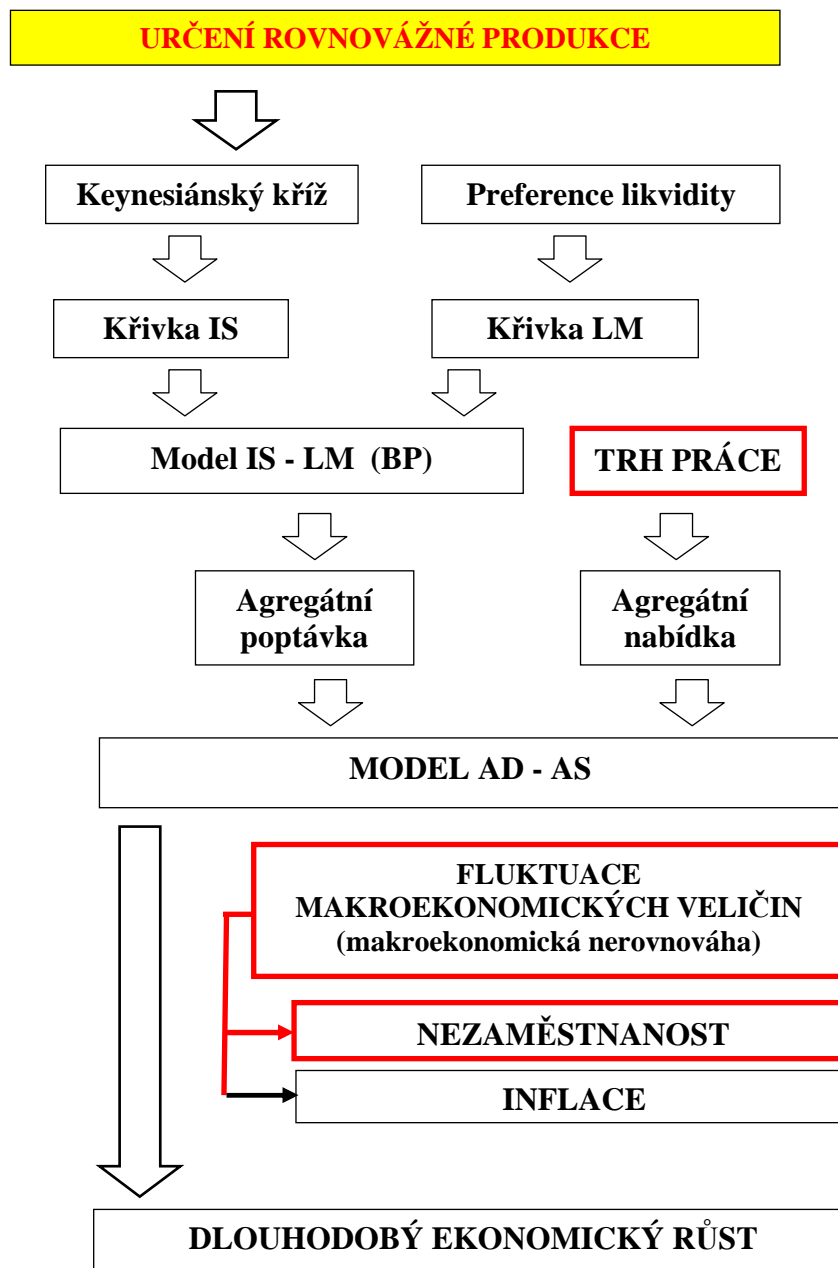 URČENÍ ROVNOVÁŽNÉ PRODUKCE
Keynesiánský kříž
Preference likvidity
Křivka IS
Křivka LM
Model IS - LM (BP)
TRH PRÁCE
Agregátní
poptávka
Agregátní
nabídka
MODEL AD - AS
FLUKTUACE
MAKROEKONOMICKÝCH VELIČIN
(makroekonomická nerovnováha)
NEZAMĚSTNANOST
INFLACE
DLOUHODOBÝ EKONOMICKÝ RŮST